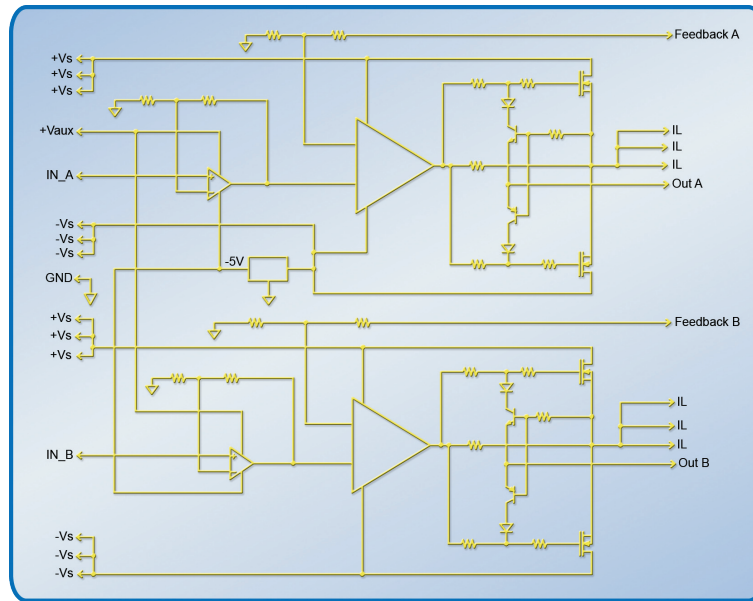 Feedback A
+Vs
+Vs
+Vs
+Vaux
IL
IL
IL
IN_A
Out A
-Vs
-Vs
-Vs
-5V
GND
+Vs
+Vs
+Vs
Feedback B
IL
IL
IL
IN_B
Out B
-Vs
-Vs
-Vs